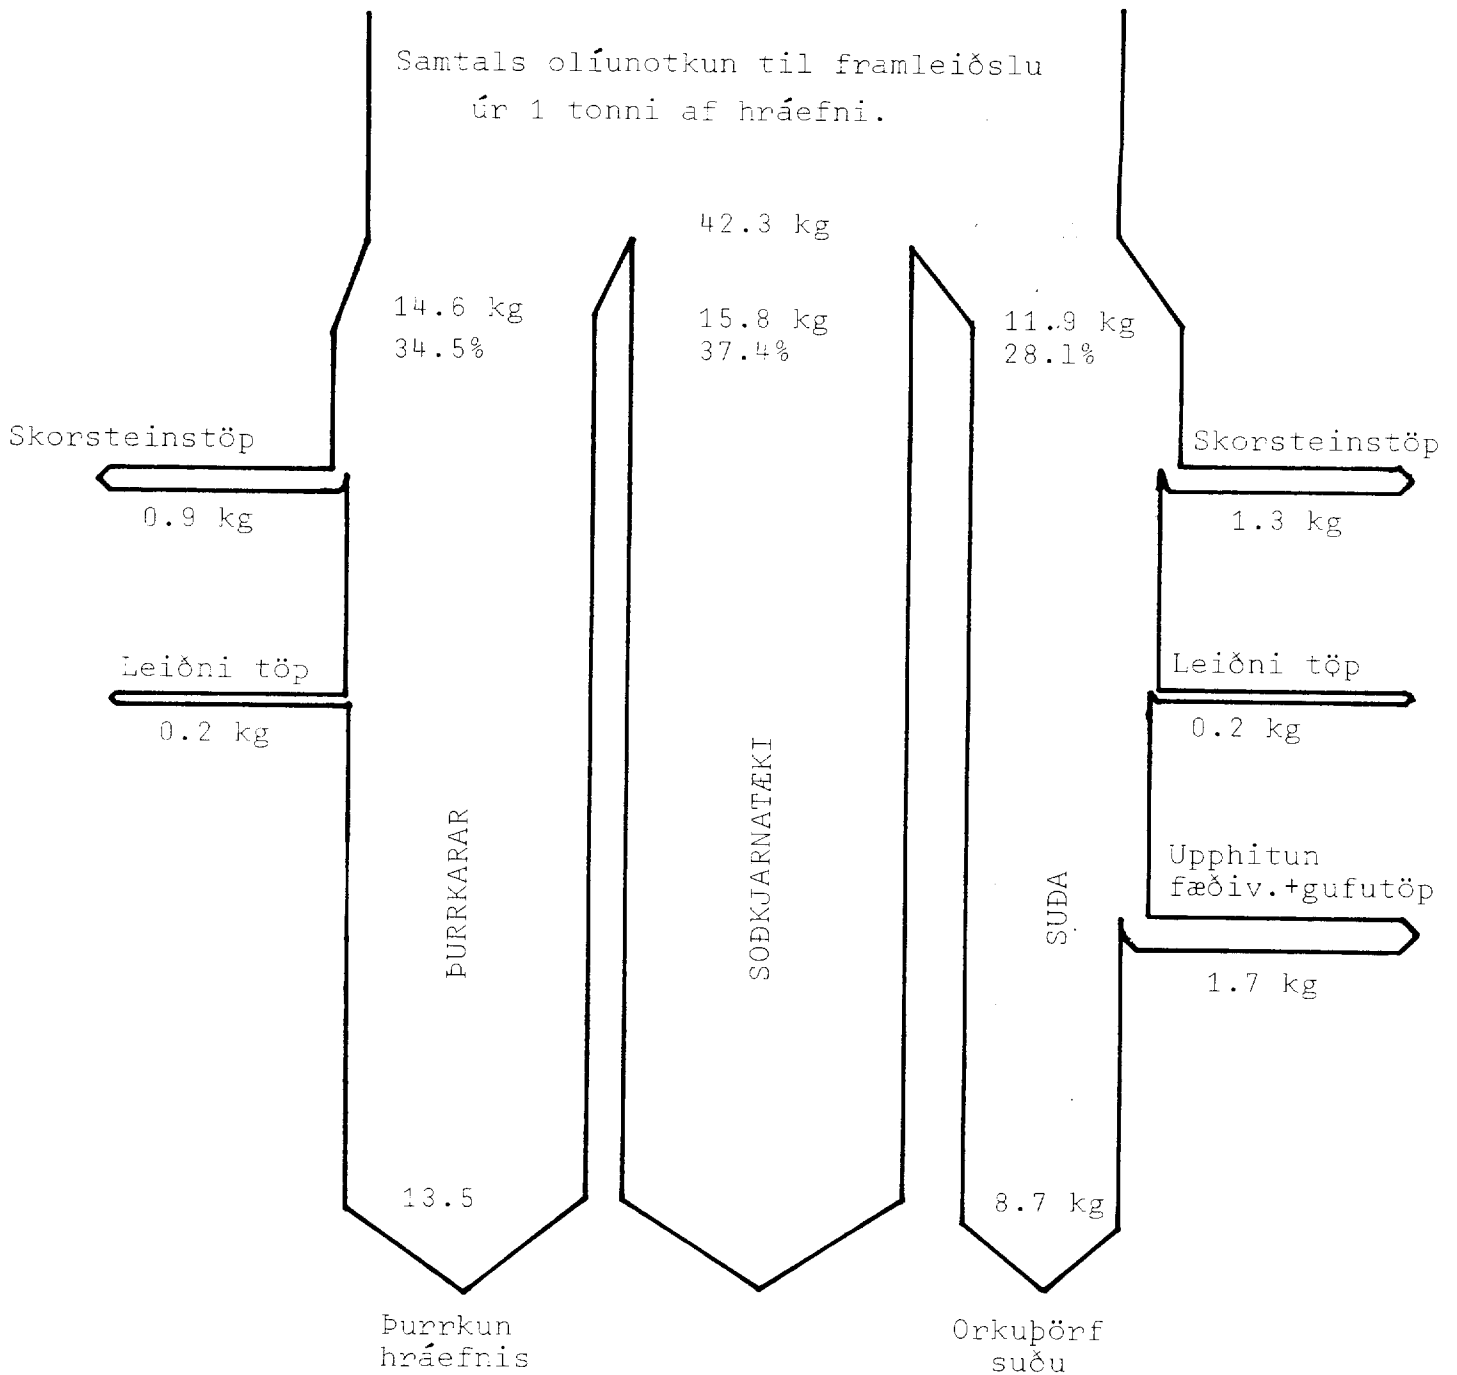 Samtals olíunotkun til framleiðslu
úr 1 tonni af hráefni.
42.3 kg
14.6 kg
34.5%
15.8 kg
37.4%
11.9 kg
28.1%
Skorsteinstöp
0.9 kg
Skorsteinstöp
1.3 kg
Leiðni töp
0.2 kg
Leiðni töp
0.2 kg
ÞURRKARAR
SOÐKJARNATÆKI
SUÐA
Upphitun
fæðiv.+gufutöp
1.7 kg
13.5
8.7 kg
Þurrkun
hráefnis
Orkuþörf
suðu